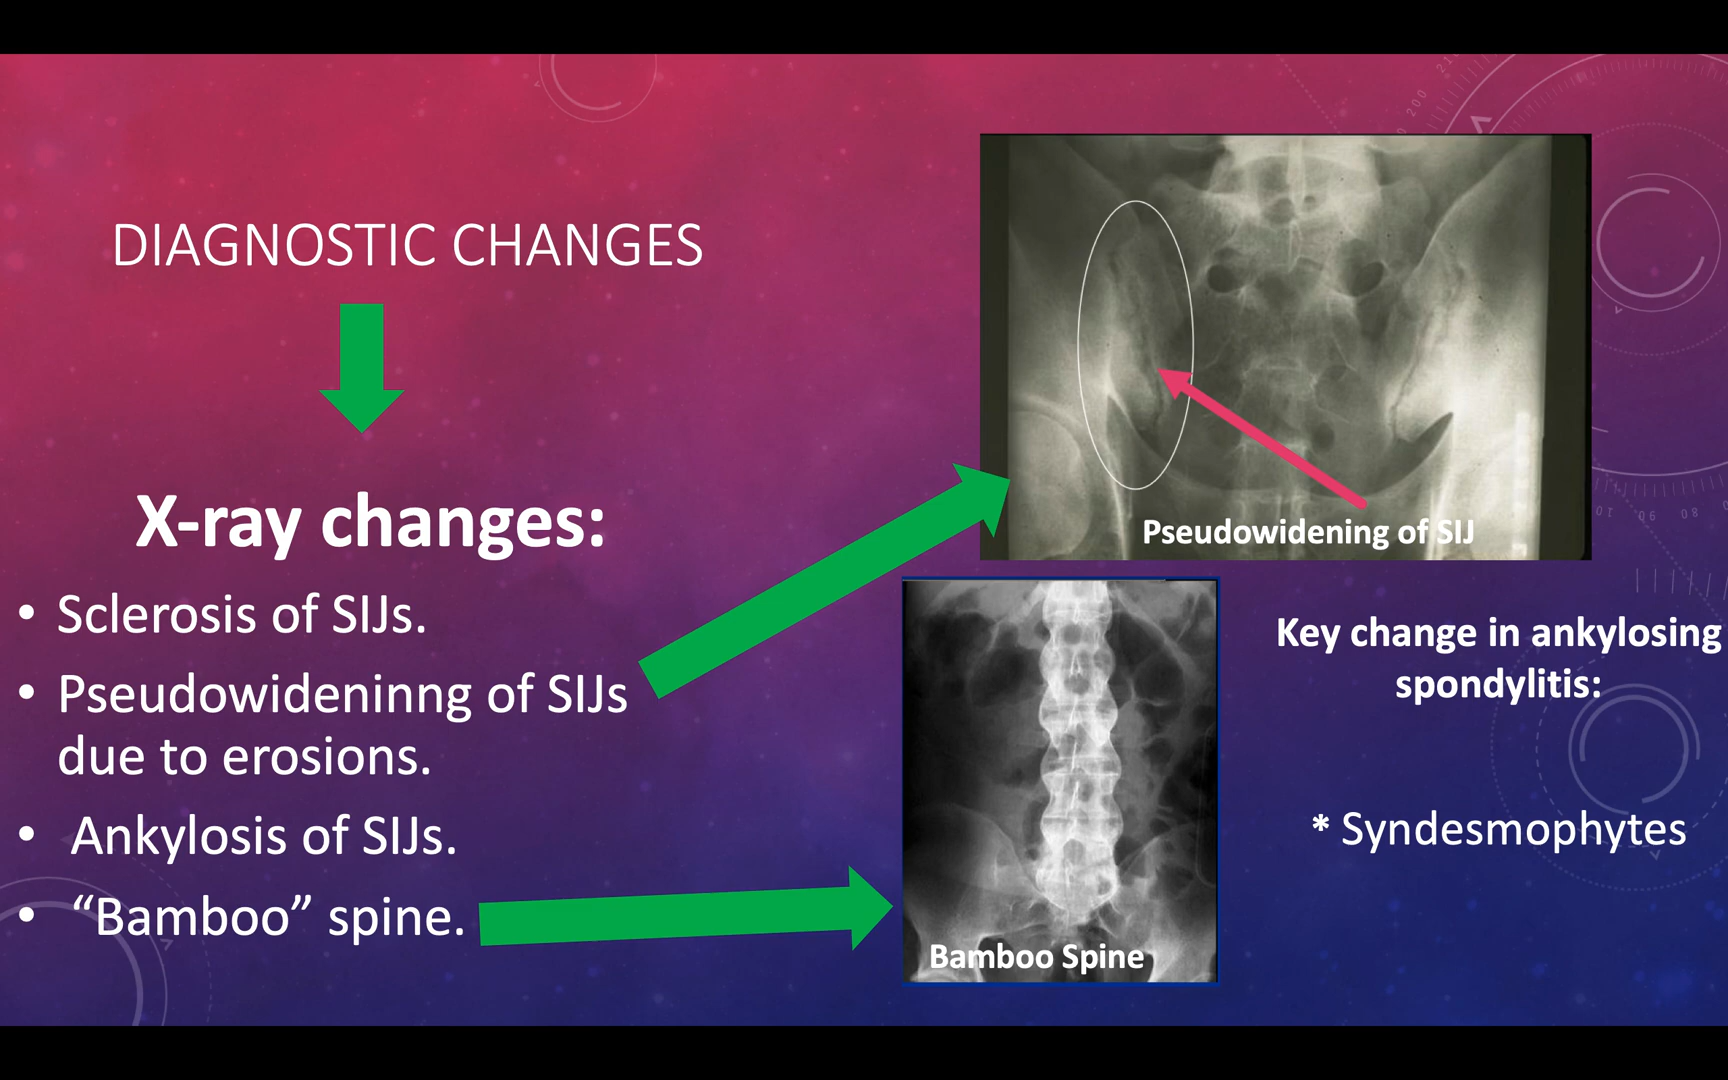 DIAGNOSTIC CHANGES
X-ray changes:
• Sclerosis of SIJs.
• Pseudowideninng of SIJs
due to erosions.
• Ankylosis of SIJs.
• “Bamboo” spine.
Pseudowidening of SIJ
Bamboo Spine
Key change in ankylosing
spondylitis:
* Syndesmophytes